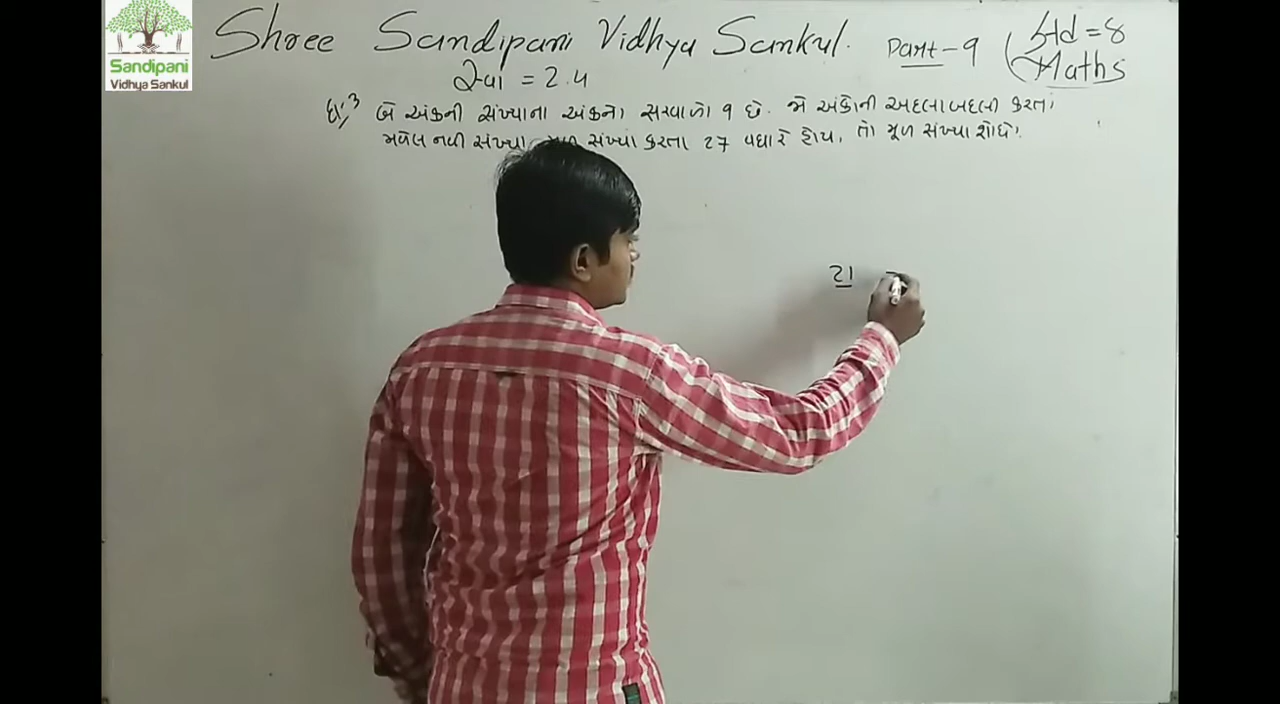 Sandipani
Vidhya Sankul
Shree Sandipani Vidhya Sankul. Part-9
Std=8
Maths
સ્વા = 2.4
દા.3 બે અંકની સંખ્યાના અંકનો સરવાળો 9 છે. જો અંકોની અદલાબદલી કરતા
મળેલ નવી સંખ્યા સંખ્યા કરતા 27 વધારે હોય, તો મૂળ સંખ્યા શોધો.